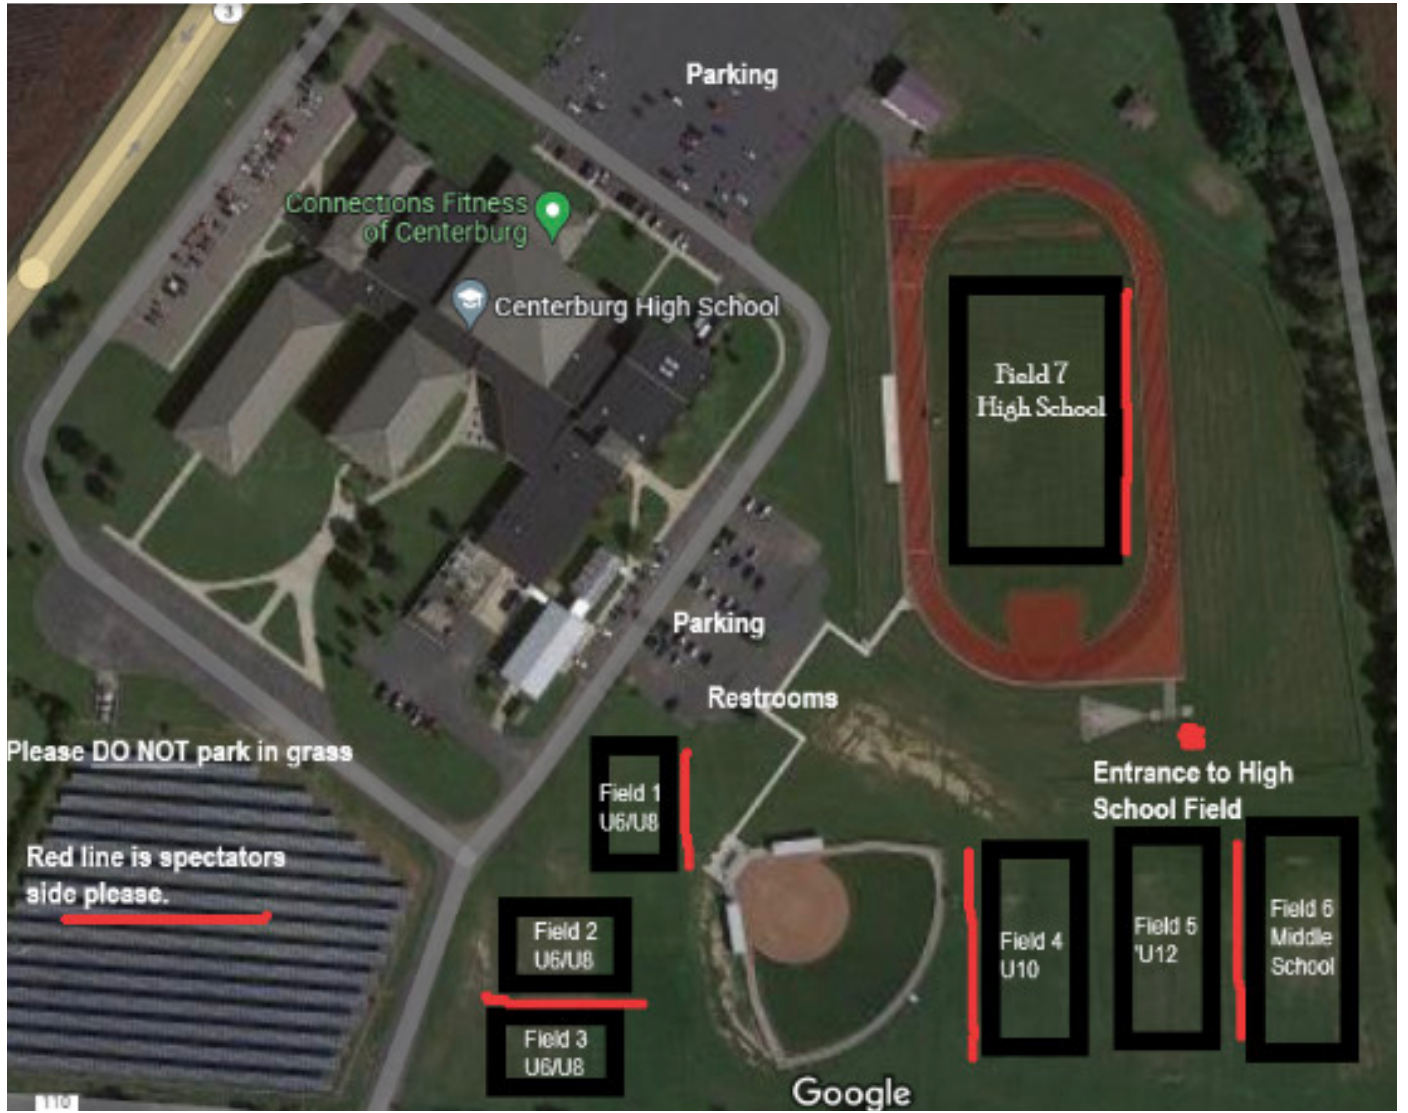 3
Parking
Connections Fitness
of Centerburg
Centerburg High School
Field 7
High School
Parking
Restrooms
Please DO NOT park in grass
Entrance to High
School Field
Field 1
U6/U8
Red line is spectators
side please.
Field 2
U6/U8
Field 4
U10
Field 5
'U12
Field 6
Middle
School
Field 3
U6/U8
Google
110